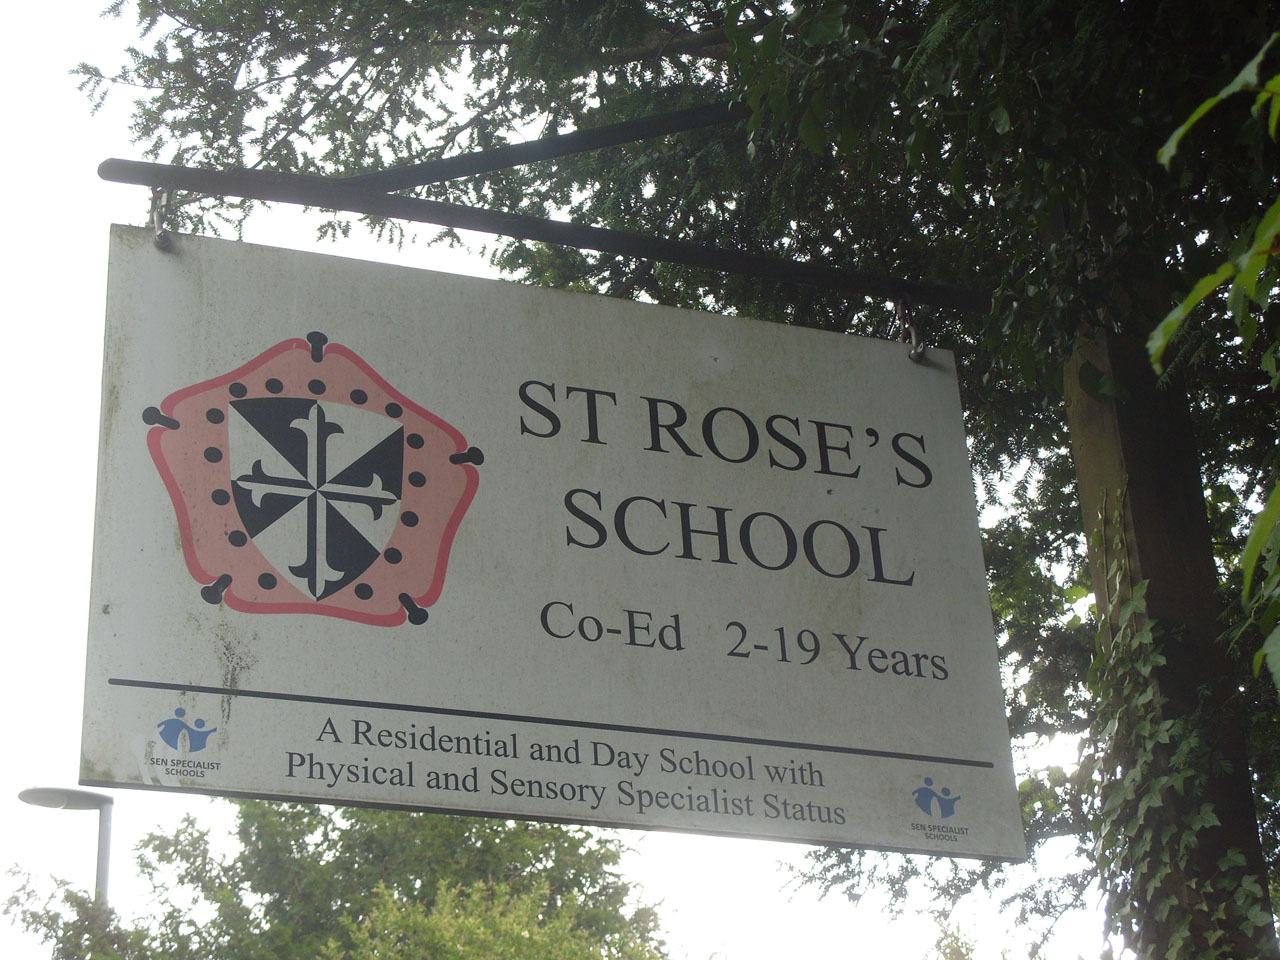 ST ROSE'S
SCHOOL
Co-Ed 2-19 Years
A Residential and Day School with
Physical and Sensory Specialist Status
SEN SPECIALIST
SCHOOLS
SEN SPECIALIST
SCHOOLS